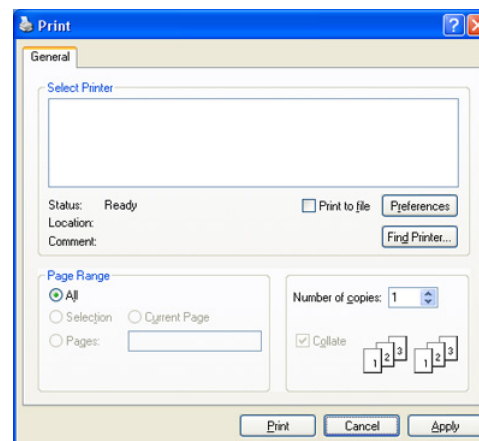 Print
General
Select Printer
Status: Ready
Location:
Comment:
Print to file
Preferences
Find Printer...
Page Range
All
Selection
Current Page
Pages:
Number of copies: 1
Collate
1 2 3 1 2 3
Print
Cancel
Apply